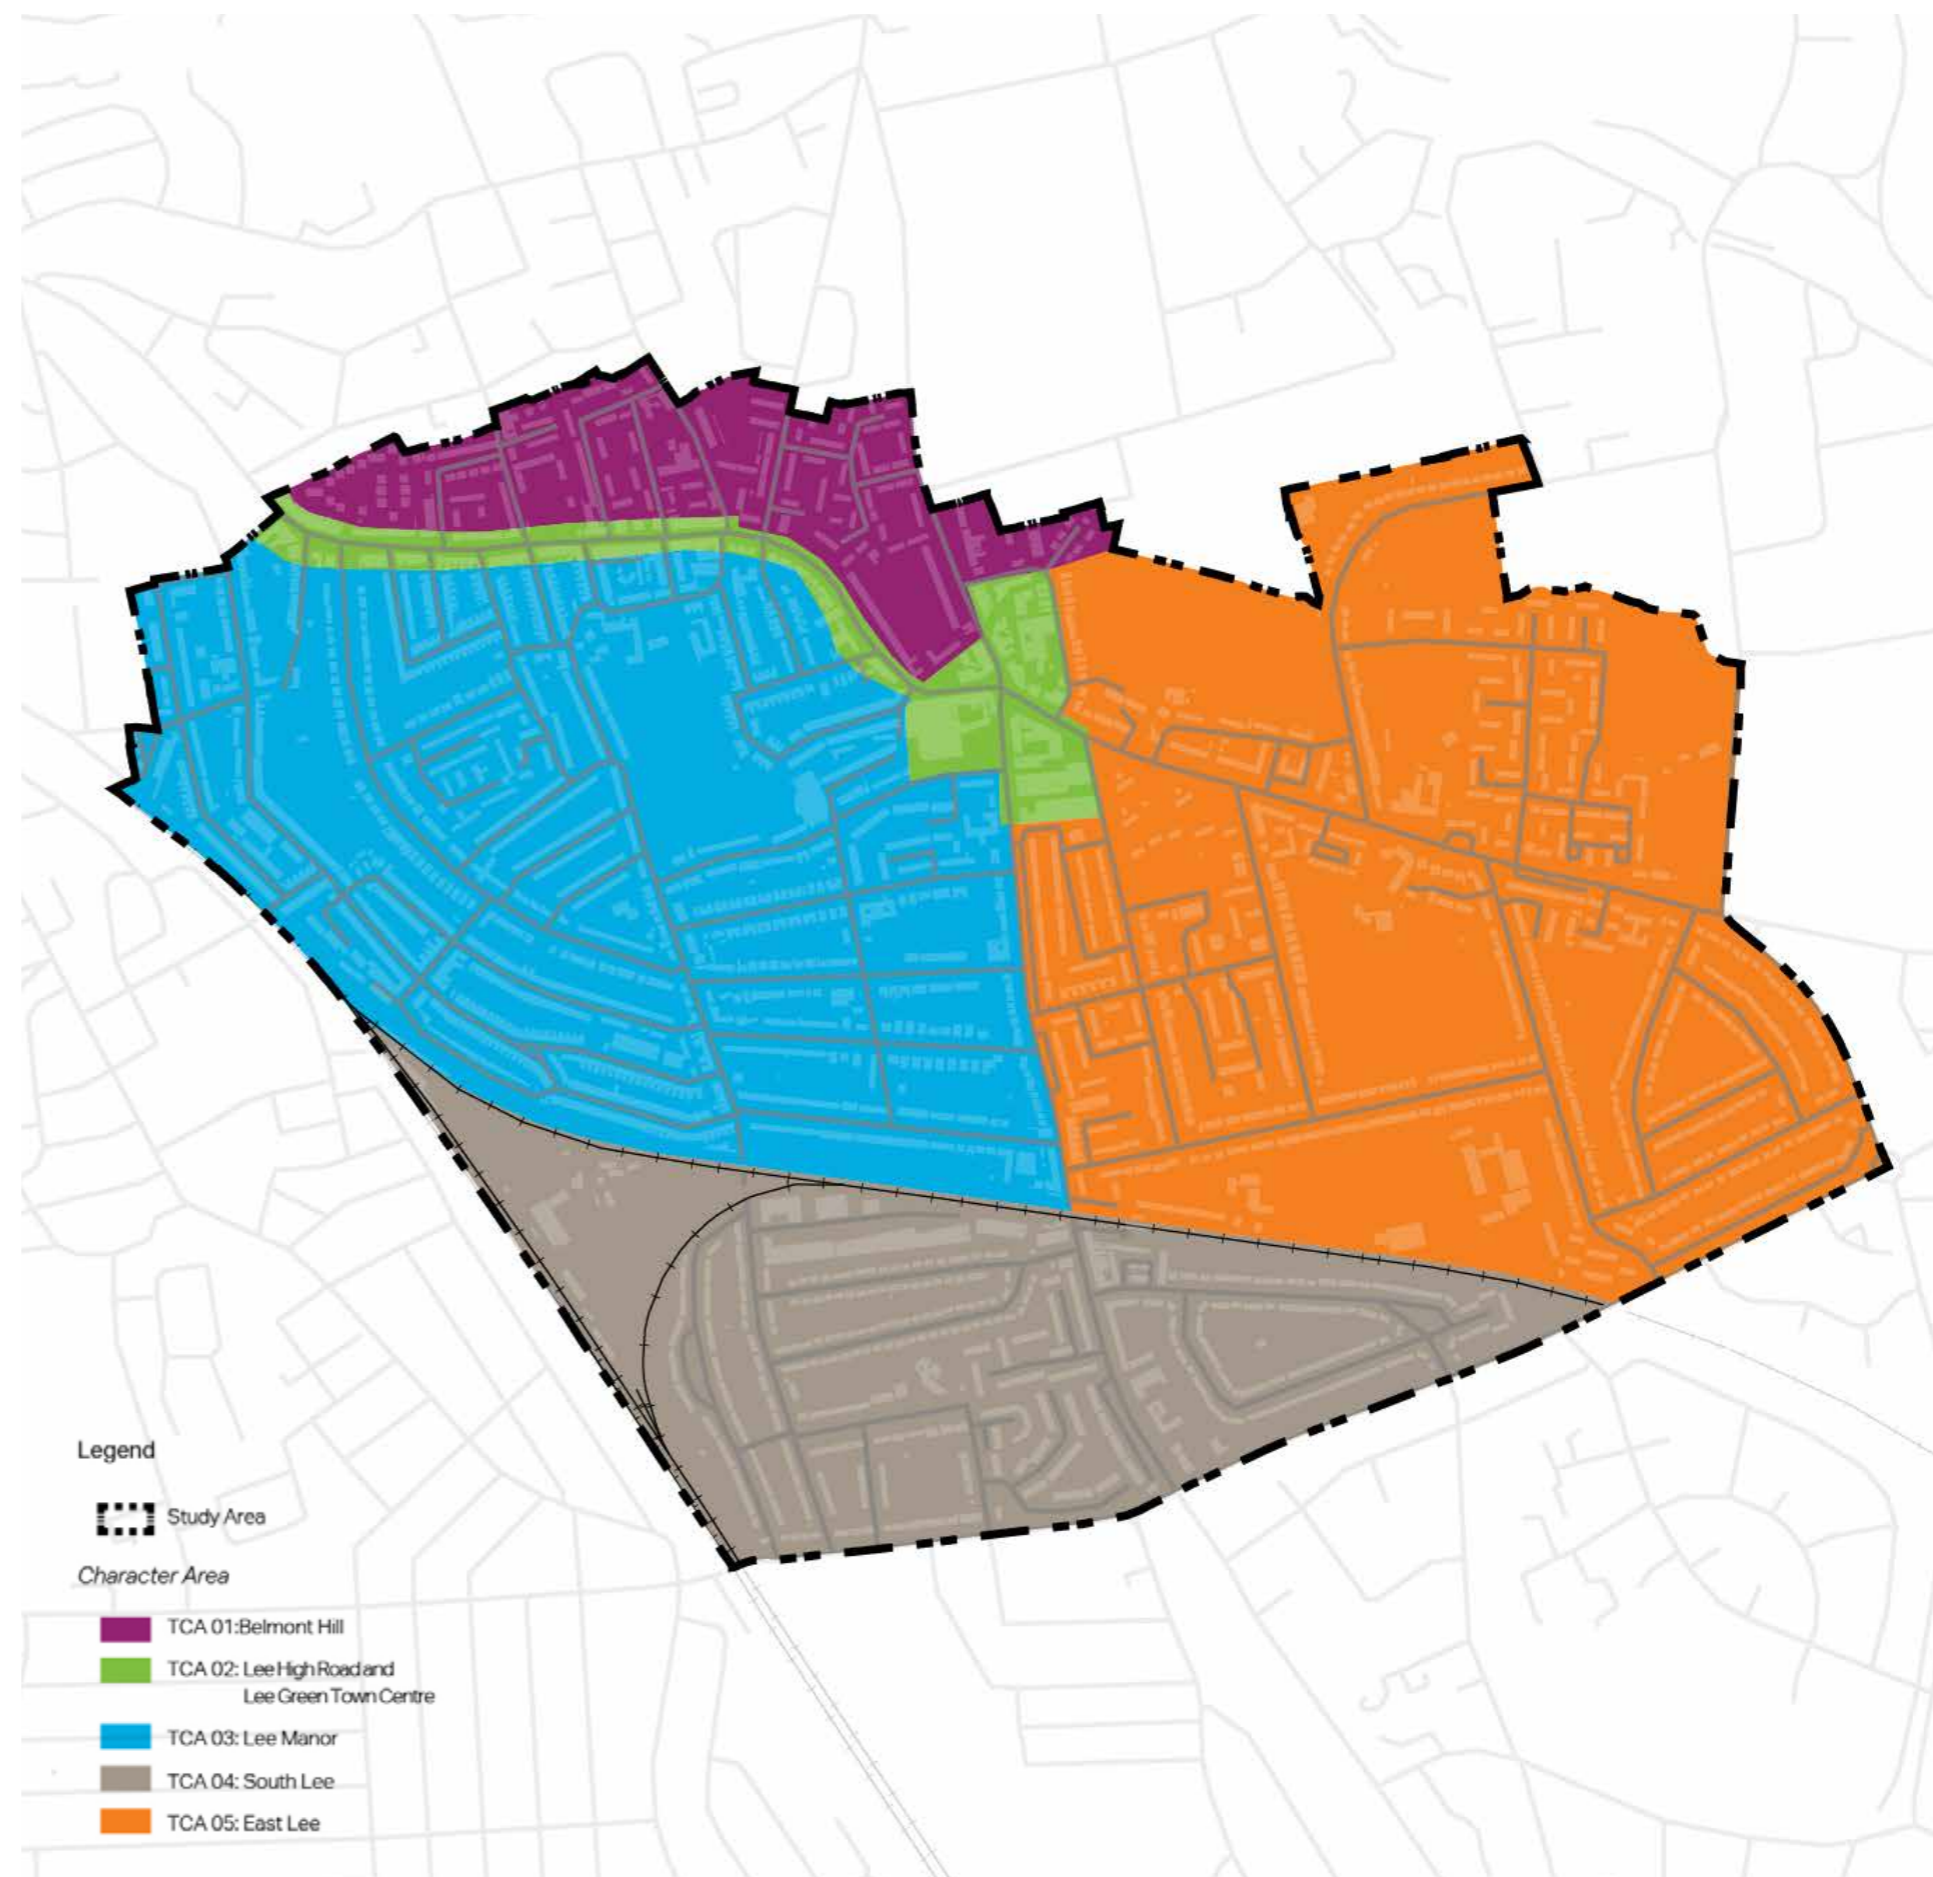 Legend
Study Area
Character Area
TCA 01:Belmont Hill
TCA 02: Lee High Road and
Lee Green Town Centre
TCA 03: Lee Manor
TCA 04: South Lee
TCA 05: East Lee